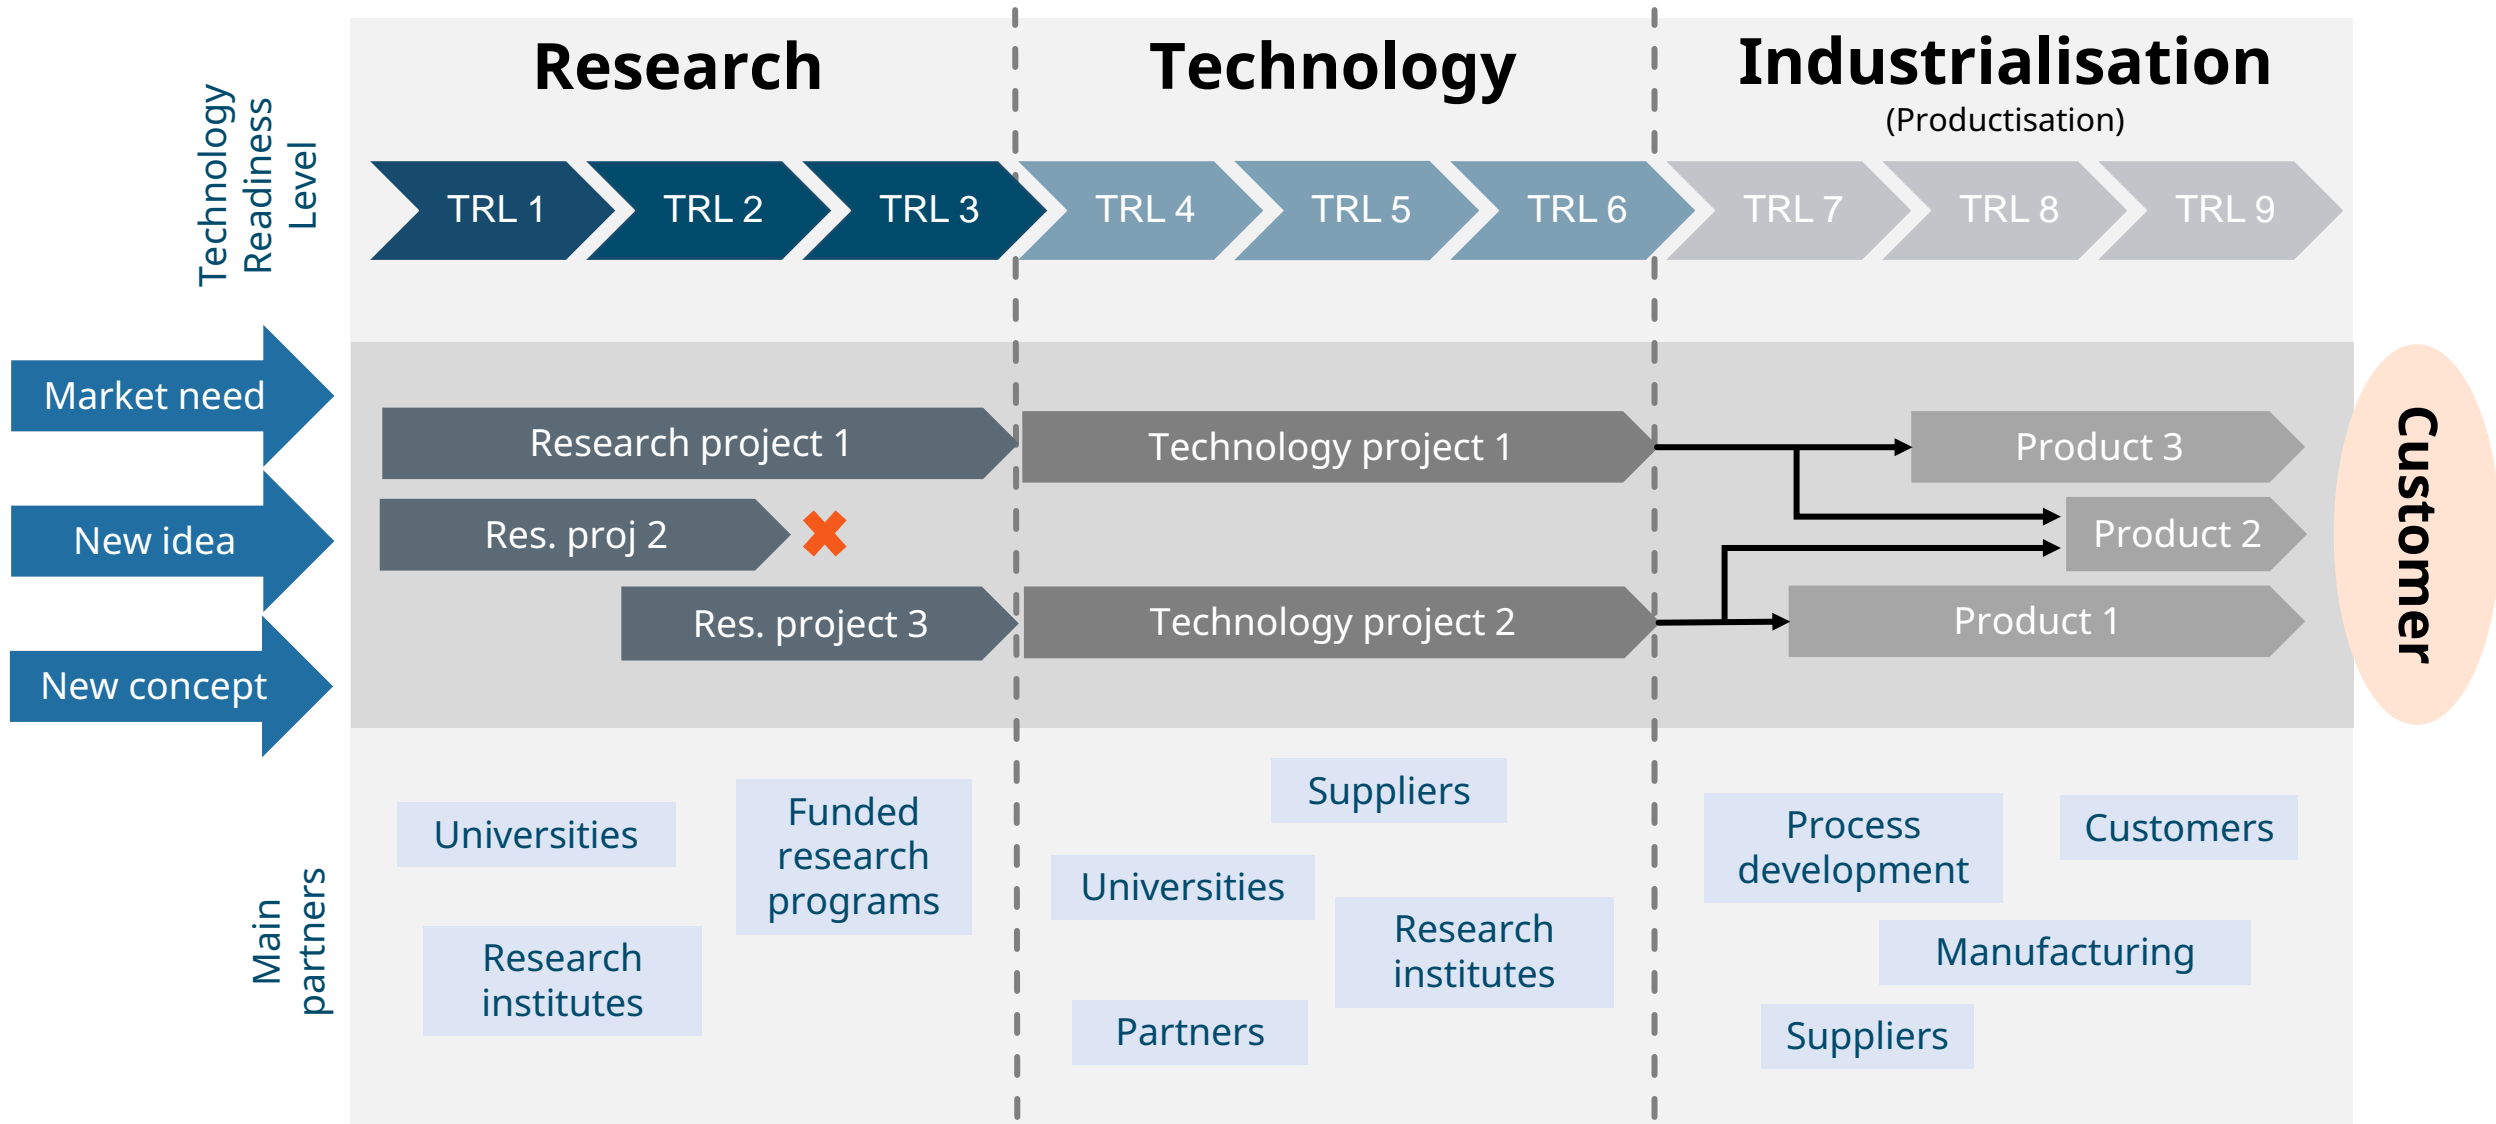 Research
Technology
Industrialisation
(Productisation)
Technology
Readiness
Level
TRL 1
TRL 2
TRL 3
TRL 4
TRL 5
TRL 6
TRL 7
TRL 8
TRL 9
Market need
New idea
New concept
Research project 1
Technology project 1
Product 3
Res. proj 2
Product 2
Res. project 3
Technology project 2
Product 1
Customer
Main
partners
Universities
Funded
research
programs
Research
institutes
Suppliers
Universities
Research
institutes
Partners
Process
development
Customers
Manufacturing
Suppliers